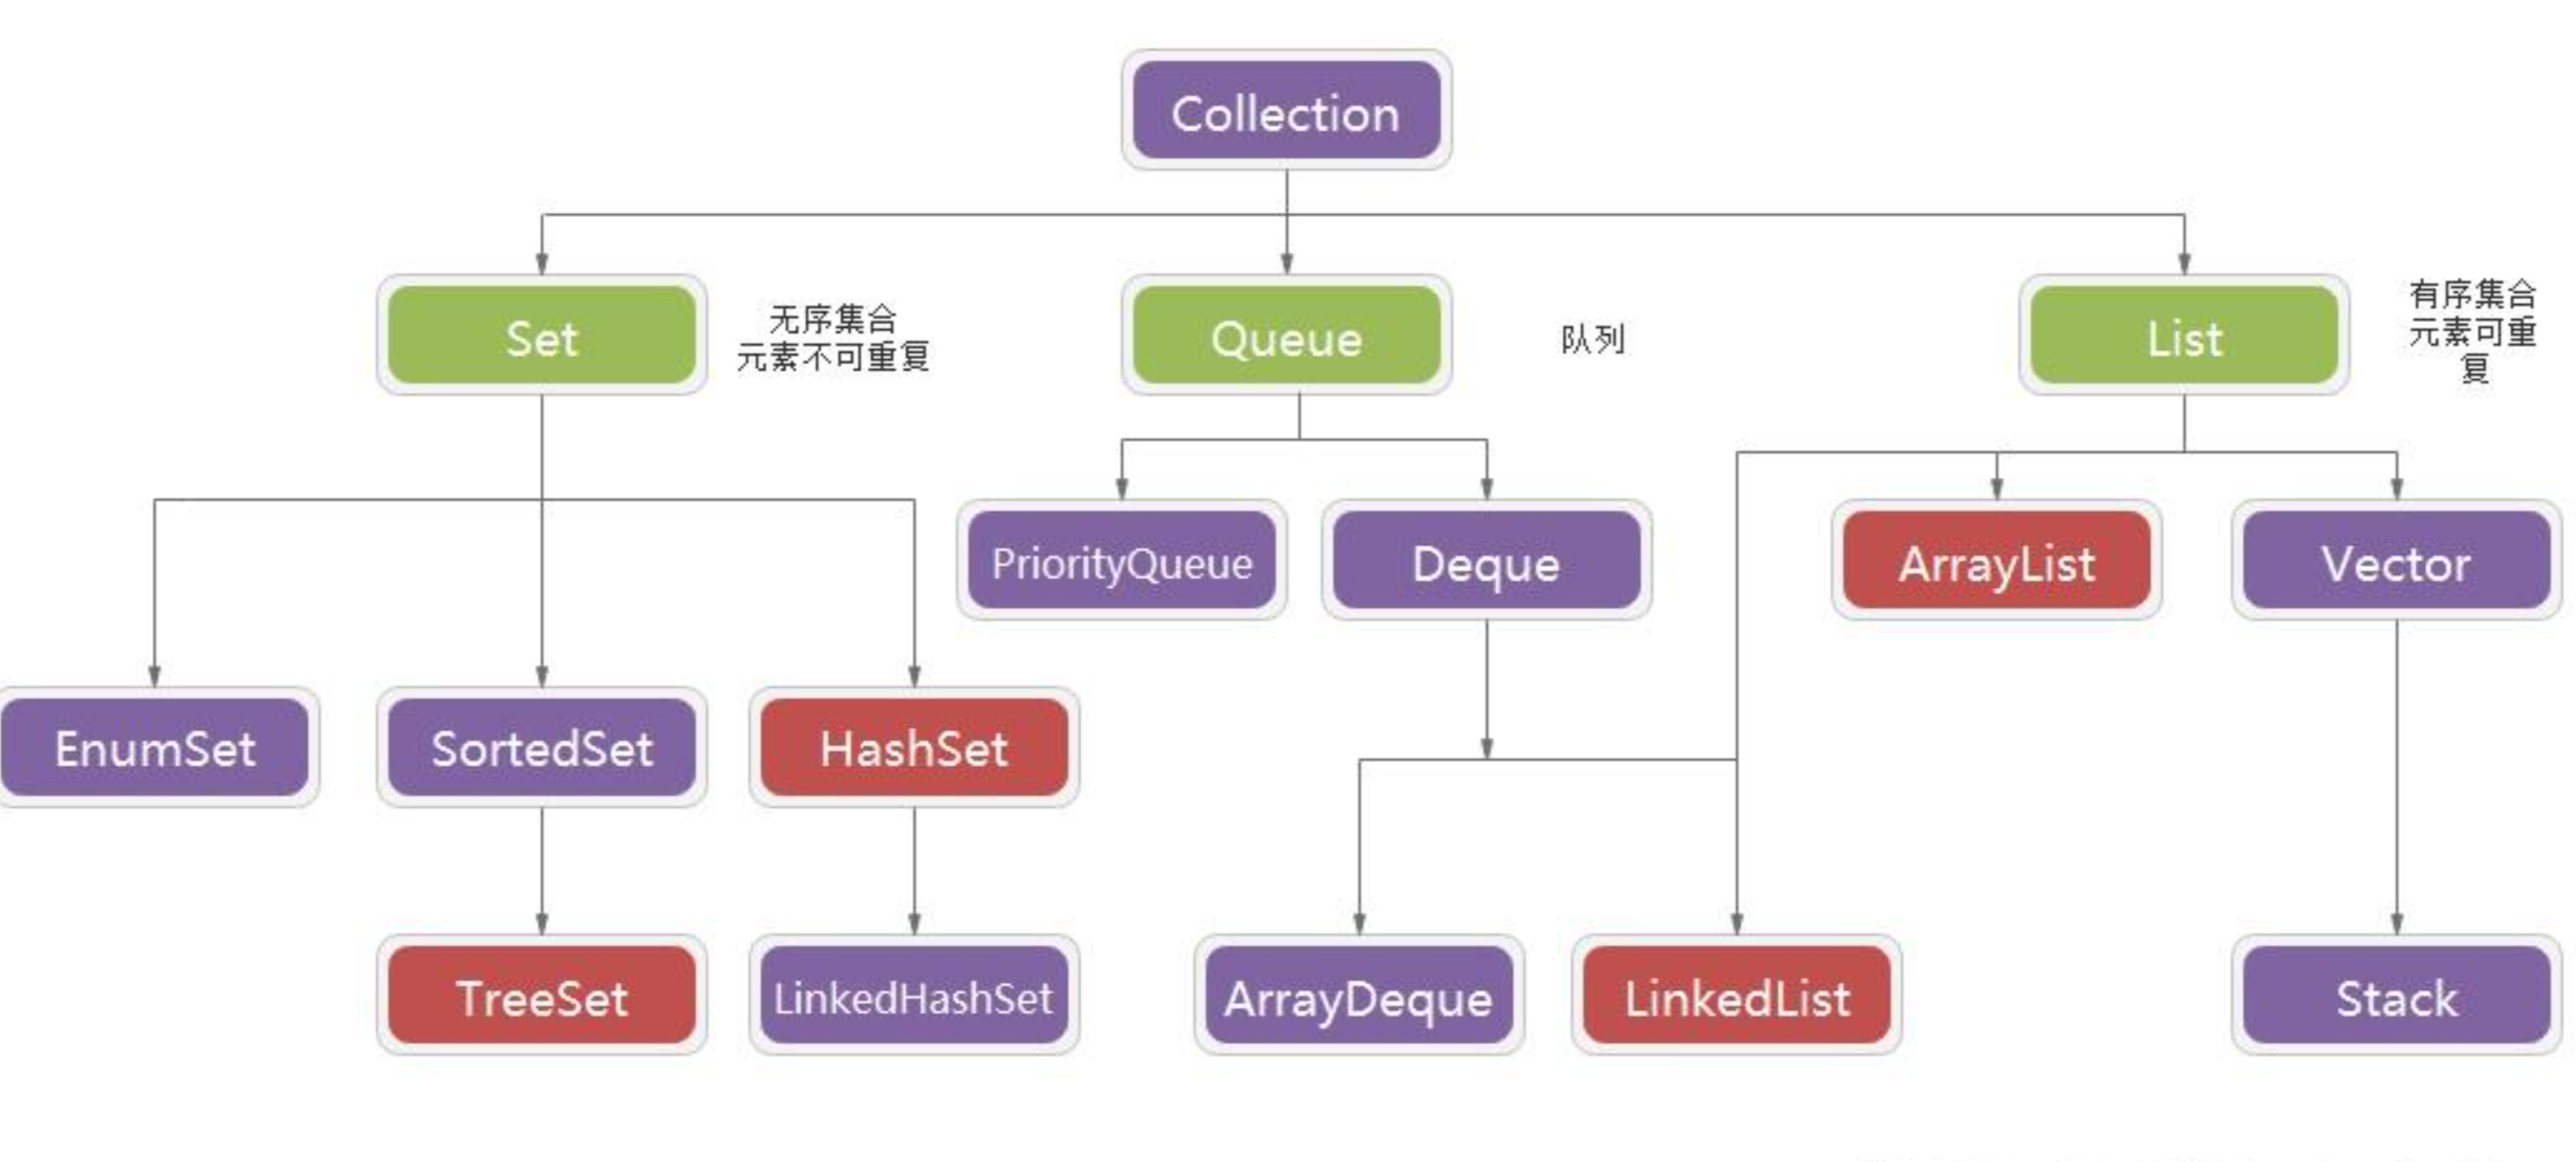 Collection
Set
无序集合
元素不可重复
Queue
队列
List
有序集合
元素可重
复
PriorityQueue
Deque
ArrayList
Vector
EnumSet
SortedSet
HashSet
TreeSet
LinkedHashSet
ArrayDeque
LinkedList
Stack